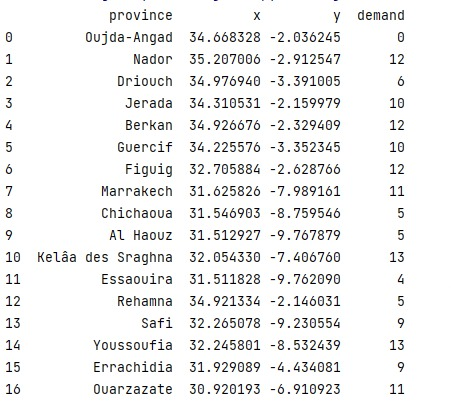 province x y demand
0 Oujda-Angad 34.668328 -2.036245 0
1 Nador 35.207006 -2.912547 12
2 Driouch 34.976940 -3.391005 6
3 Jerada 34.310531 -2.159979 10
4 Berkan 34.926676 -2.329409 12
5 Guercif 34.225576 -3.352345 10
6 Figuig 32.705884 -2.628766 12
7 Marrakech 31.625826 -7.989161 11
8 Chichaoua 31.546903 -8.759546 5
9 Al Haouz 31.512927 -9.767879 5
10 Kelâa des Sraghna 32.054330 -7.406760 13
11 Essaouira 31.511828 -9.762090 4
12 Rehamna 34.921334 -2.146031 5
13 Safi 32.265078 -9.230554 9
14 Youssoufia 32.245801 -8.532439 13
15 Errachidia 31.929089 -4.434081 9
16 Ouarzazate 30.920193 -6.910923 11